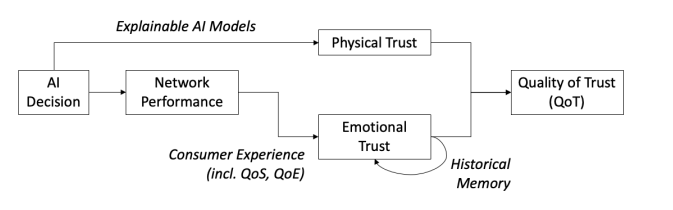 Explainable AI Models
Physical Trust
AI
Decision
Network
Performance
Quality of Trust
(QoT)
Emotional
Trust
Consumer Experience
(incl. QoS, QoE)
Historical
Memory